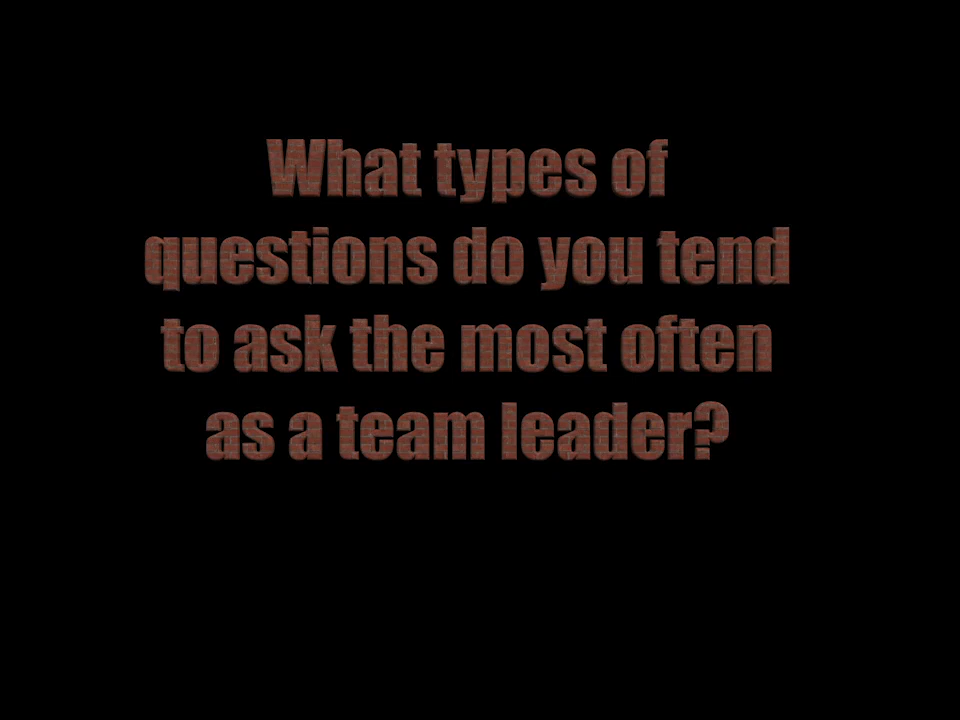 What types of
questions do you tend
to ask the most often
as a team leader?